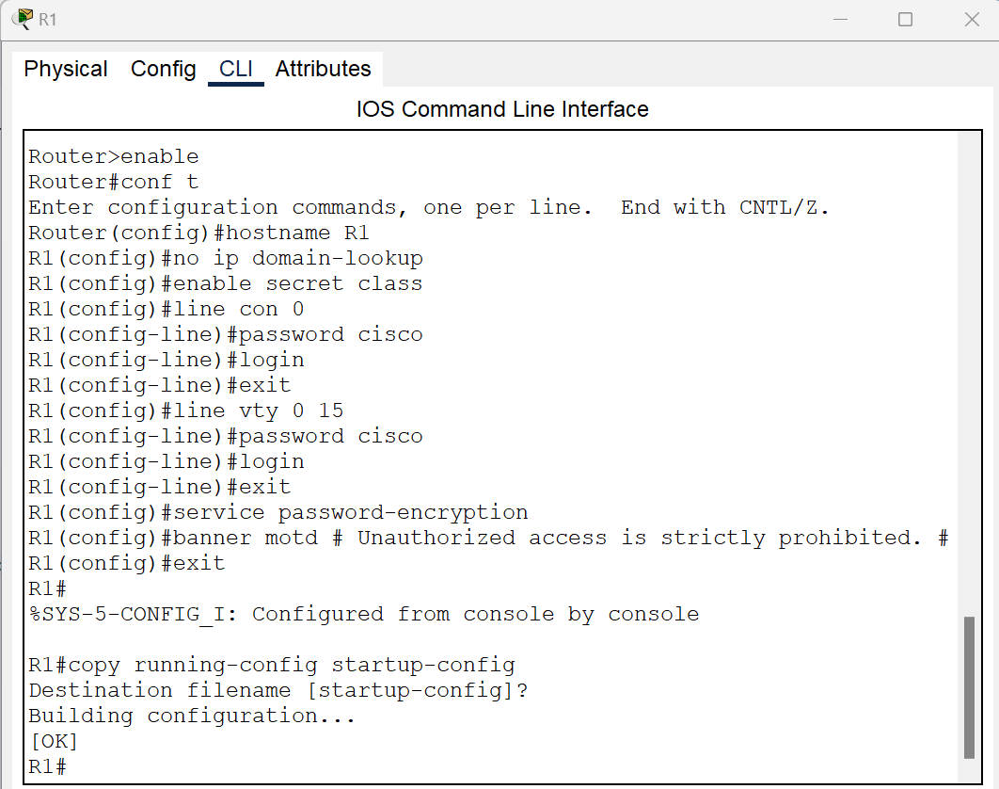 R1
Physical Config CLI Attributes
IOS Command Line Interface
Router>enable
Router#conf t
Enter configuration commands, one per line.  End with CNTL/Z.
Router(config)#hostname R1
R1(config)#no ip domain-lookup
R1(config)#enable secret class
R1(config)#line con 0
R1(config-line)#password cisco
R1(config-line)#login
R1(config-line)#exit
R1(config)#line vty 0 15
R1(config-line)#password cisco
R1(config-line)#login
R1(config-line)#exit
R1(config)#service password-encryption
R1(config)#banner motd # Unauthorized access is strictly prohibited. #
R1(config)#exit
R1#
%SYS-5-CONFIG_I: Configured from console by console
R1#copy running-config startup-config
Destination filename [startup-config]?
Building configuration...
[OK]
R1#